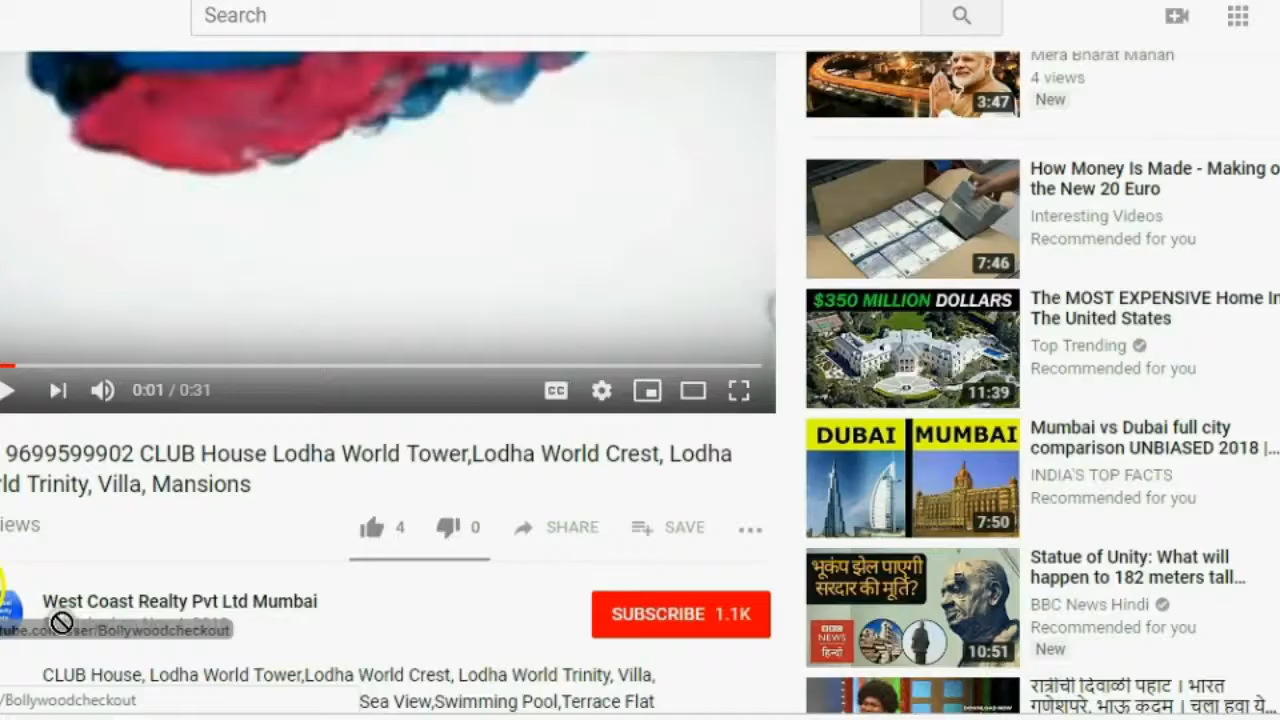 Search
0:01 / 0:31
CC
9699599902 CLUB House Lodha World Tower,Lodha World Crest, Lodha
Trinity, Villa, Mansions
4
0
SHARE
SAVE
West Coast Realty Pvt Ltd Mumbai
SUBSCRIBE 1.1K
CLUB House, Lodha World Tower,Lodha World Crest, Lodha World Trinity, Villa,
Sea View,Swimming Pool,Terrace Flat
/Bollywoodcheckout
Mera Bharat Mahan
4 views
New
3:47
How Money Is Made - Making
the New 20 Euro
Interesting Videos
Recommended for you
7:46
$350 MILLION DOLLARS
11:39
The MOST EXPENSIVE Home In
The United States
Top Trending
Recommended for you
DUBAI MUMBAI
7:50
Mumbai vs Dubai full city
comparison UNBIASED 2018 |...
INDIA'S TOP FACTS
Recommended for you
भूकंप झेल पाएगी
सरदार की मूर्ति?
BBC
NEWS
हिन्दी
10:51
Statue of Unity: What will
happen to 182 meters tall...
BBC News Hindi
Recommended for you
New
रात्रीची दिवाळी पहाट । भारत
गणेशपुरे, भाऊ कदम । चला हवा ये...
DOWNLOAD NOW